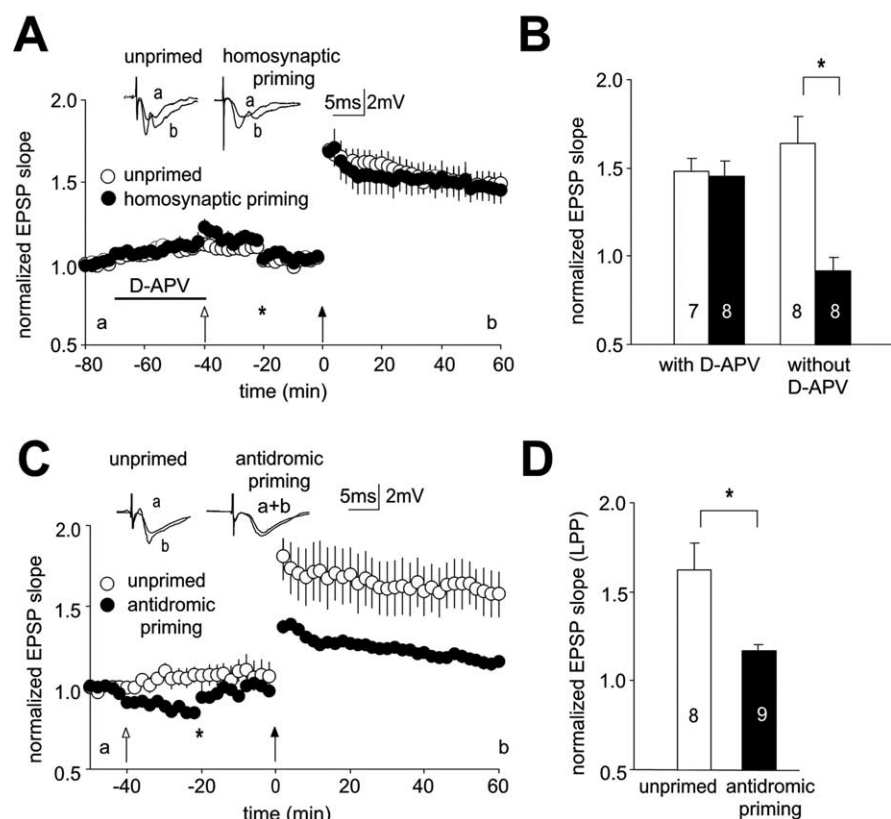 A
unprimed
homosynaptic
priming
a
b
a
b
5ms 2mV
2.0
1.5
1.0
0.5
normalized EPSP slope
unprimed
homosynaptic priming
D-APV
a
*
b
-80 -60 -40 -20 0 20 40 60
time (min)
B
*
2.0
1.5
1.0
0.5
normalized EPSP slope
7 8 8 8
with D-APV
without
D-APV
C
unprimed
antidromic
priming
a
b
a+b
5ms 2mV
2.0
1.5
1.0
0.5
normalized EPSP slope
unprimed
antidromic
priming
a
*
b
-40 -20 0 20 40 60
time (min)
D
*
2.0
1.5
1.0
0.5
normalized EPSP slope (LPP)
8 9
unprimed
antidromic
priming